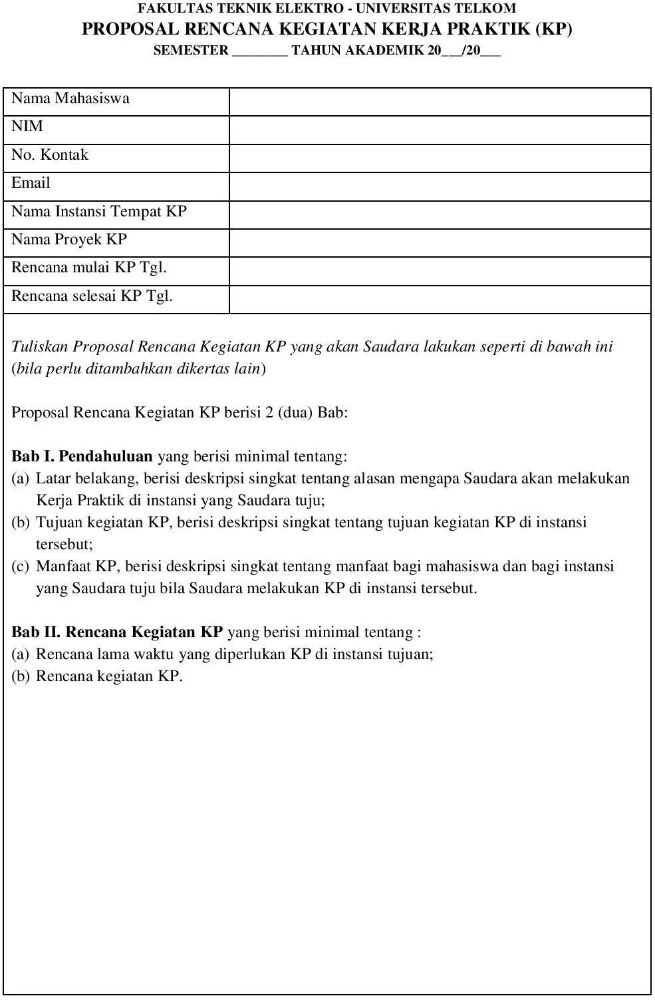 FAKULTAS TEKNIK ELEKTRO - UNIVERSITAS TELKOM
PROPOSAL RENCANA KEGIATAN KERJA PRAKTIK (KP)
SEMESTER ________ TAHUN AKADEMIK 20___/20___
Nama Mahasiswa
NIM
No. Kontak
Email
Nama Instansi Tempat KP
Nama Proyek KP
Rencana mulai KP Tgl.
Rencana selesai KP Tgl.
Tuliskan Proposal Rencana Kegiatan KP yang akan Saudara lakukan seperti di bawah ini
(bila perlu ditambahkan dikertas lain)
Proposal Rencana Kegiatan KP berisi 2 (dua) Bab:
Bab I. Pendahuluan yang berisi minimal tentang:
(a) Latar belakang, berisi deskripsi singkat tentang alasan mengapa Saudara akan melakukan
Kerja Praktik di instansi yang Saudara tuju;
(b) Tujuan kegiatan KP, berisi deskripsi singkat tentang tujuan kegiatan KP di instansi
tersebut;
(c) Manfaat KP, berisi deskripsi singkat tentang manfaat bagi mahasiswa dan bagi instansi
yang Saudara tuju bila Saudara melakukan KP di instansi tersebut.
Bab II. Rencana Kegiatan KP yang berisi minimal tentang :
(a) Rencana lama waktu yang diperlukan KP di instansi tujuan;
(b) Rencana kegiatan KP.